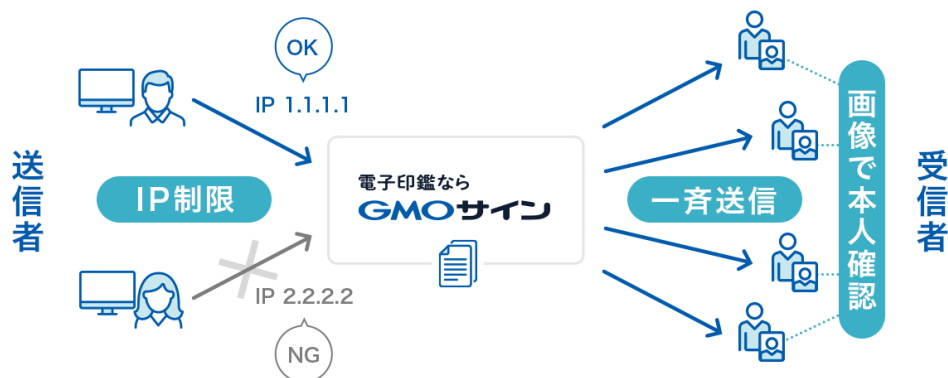 送信者
OK
IP 1.1.1.1
IP制限
IP 2.2.2.2
NG
電子印鑑なら
GMOサイン
一斉送信
画像で本人確認
受信者